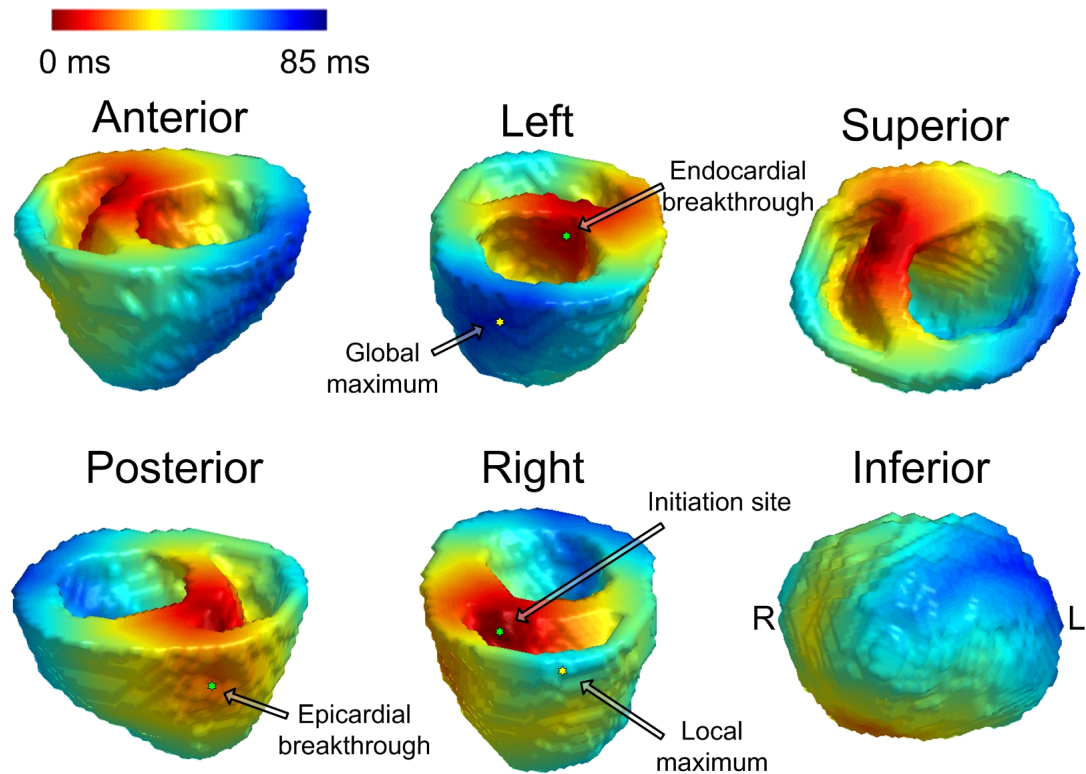 0 ms 85 ms
Anterior
Left
Superior
Endocardial
breakthrough
Global
maximum
Posterior
Right
Inferior
Initiation site
R
L
Epicardial
breakthrough
Local
maximum